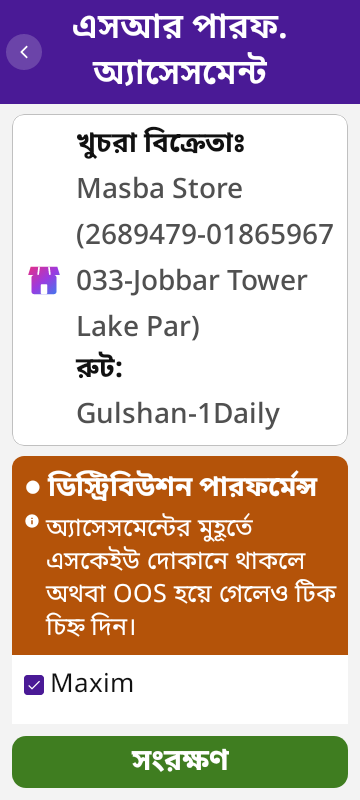 এসআর পারফ.
অ্যাসেসমেন্ট
খুচরা বিক্রেতাঃ
Masba Store
(2689479-01865967
033-Jobbar Tower
Lake Par)
রুট:
Gulshan-1Daily
ডিস্ট্রিবিউশন পারফর্মেন্স
অ্যাসেসমেন্টের মুহূর্তে
এসকেইউ দোকানে থাকলে
অথবা OOS হয়ে গেলেও টিক
চিহ্ন দিন।
Maxim
সংরক্ষণ